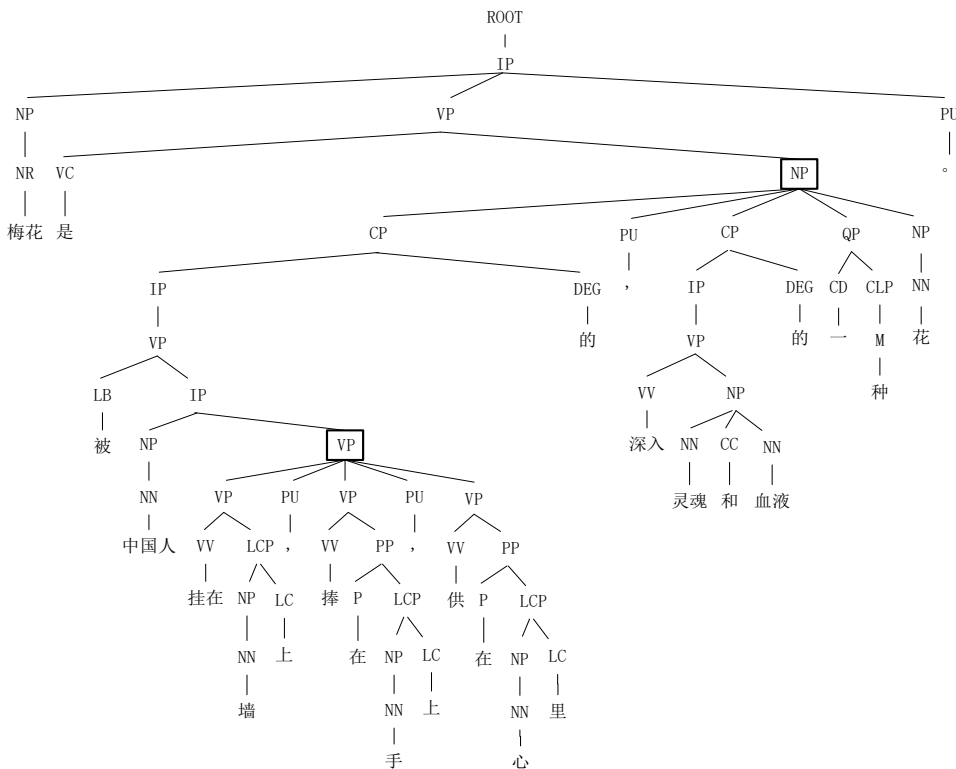 ROOT
IP
NP VP PU
NR VC NP 。
梅花 是
CP PU CP QP NP
IP DEG , IP DEG CD CLP NN
的 的 一 M 花
VP VP 种
LB IP VV NP
被 NP VP 深入 NN CC NN
NN VP PU VP PU VP 灵魂 和 血液
中国人 VV LCP , VV PP , VV PP
挂在 NP LC 捧 P LCP 供 P LCP
NN 上 在 NP LC 在 NP LC
墙 NN 上 NN 里
手 心